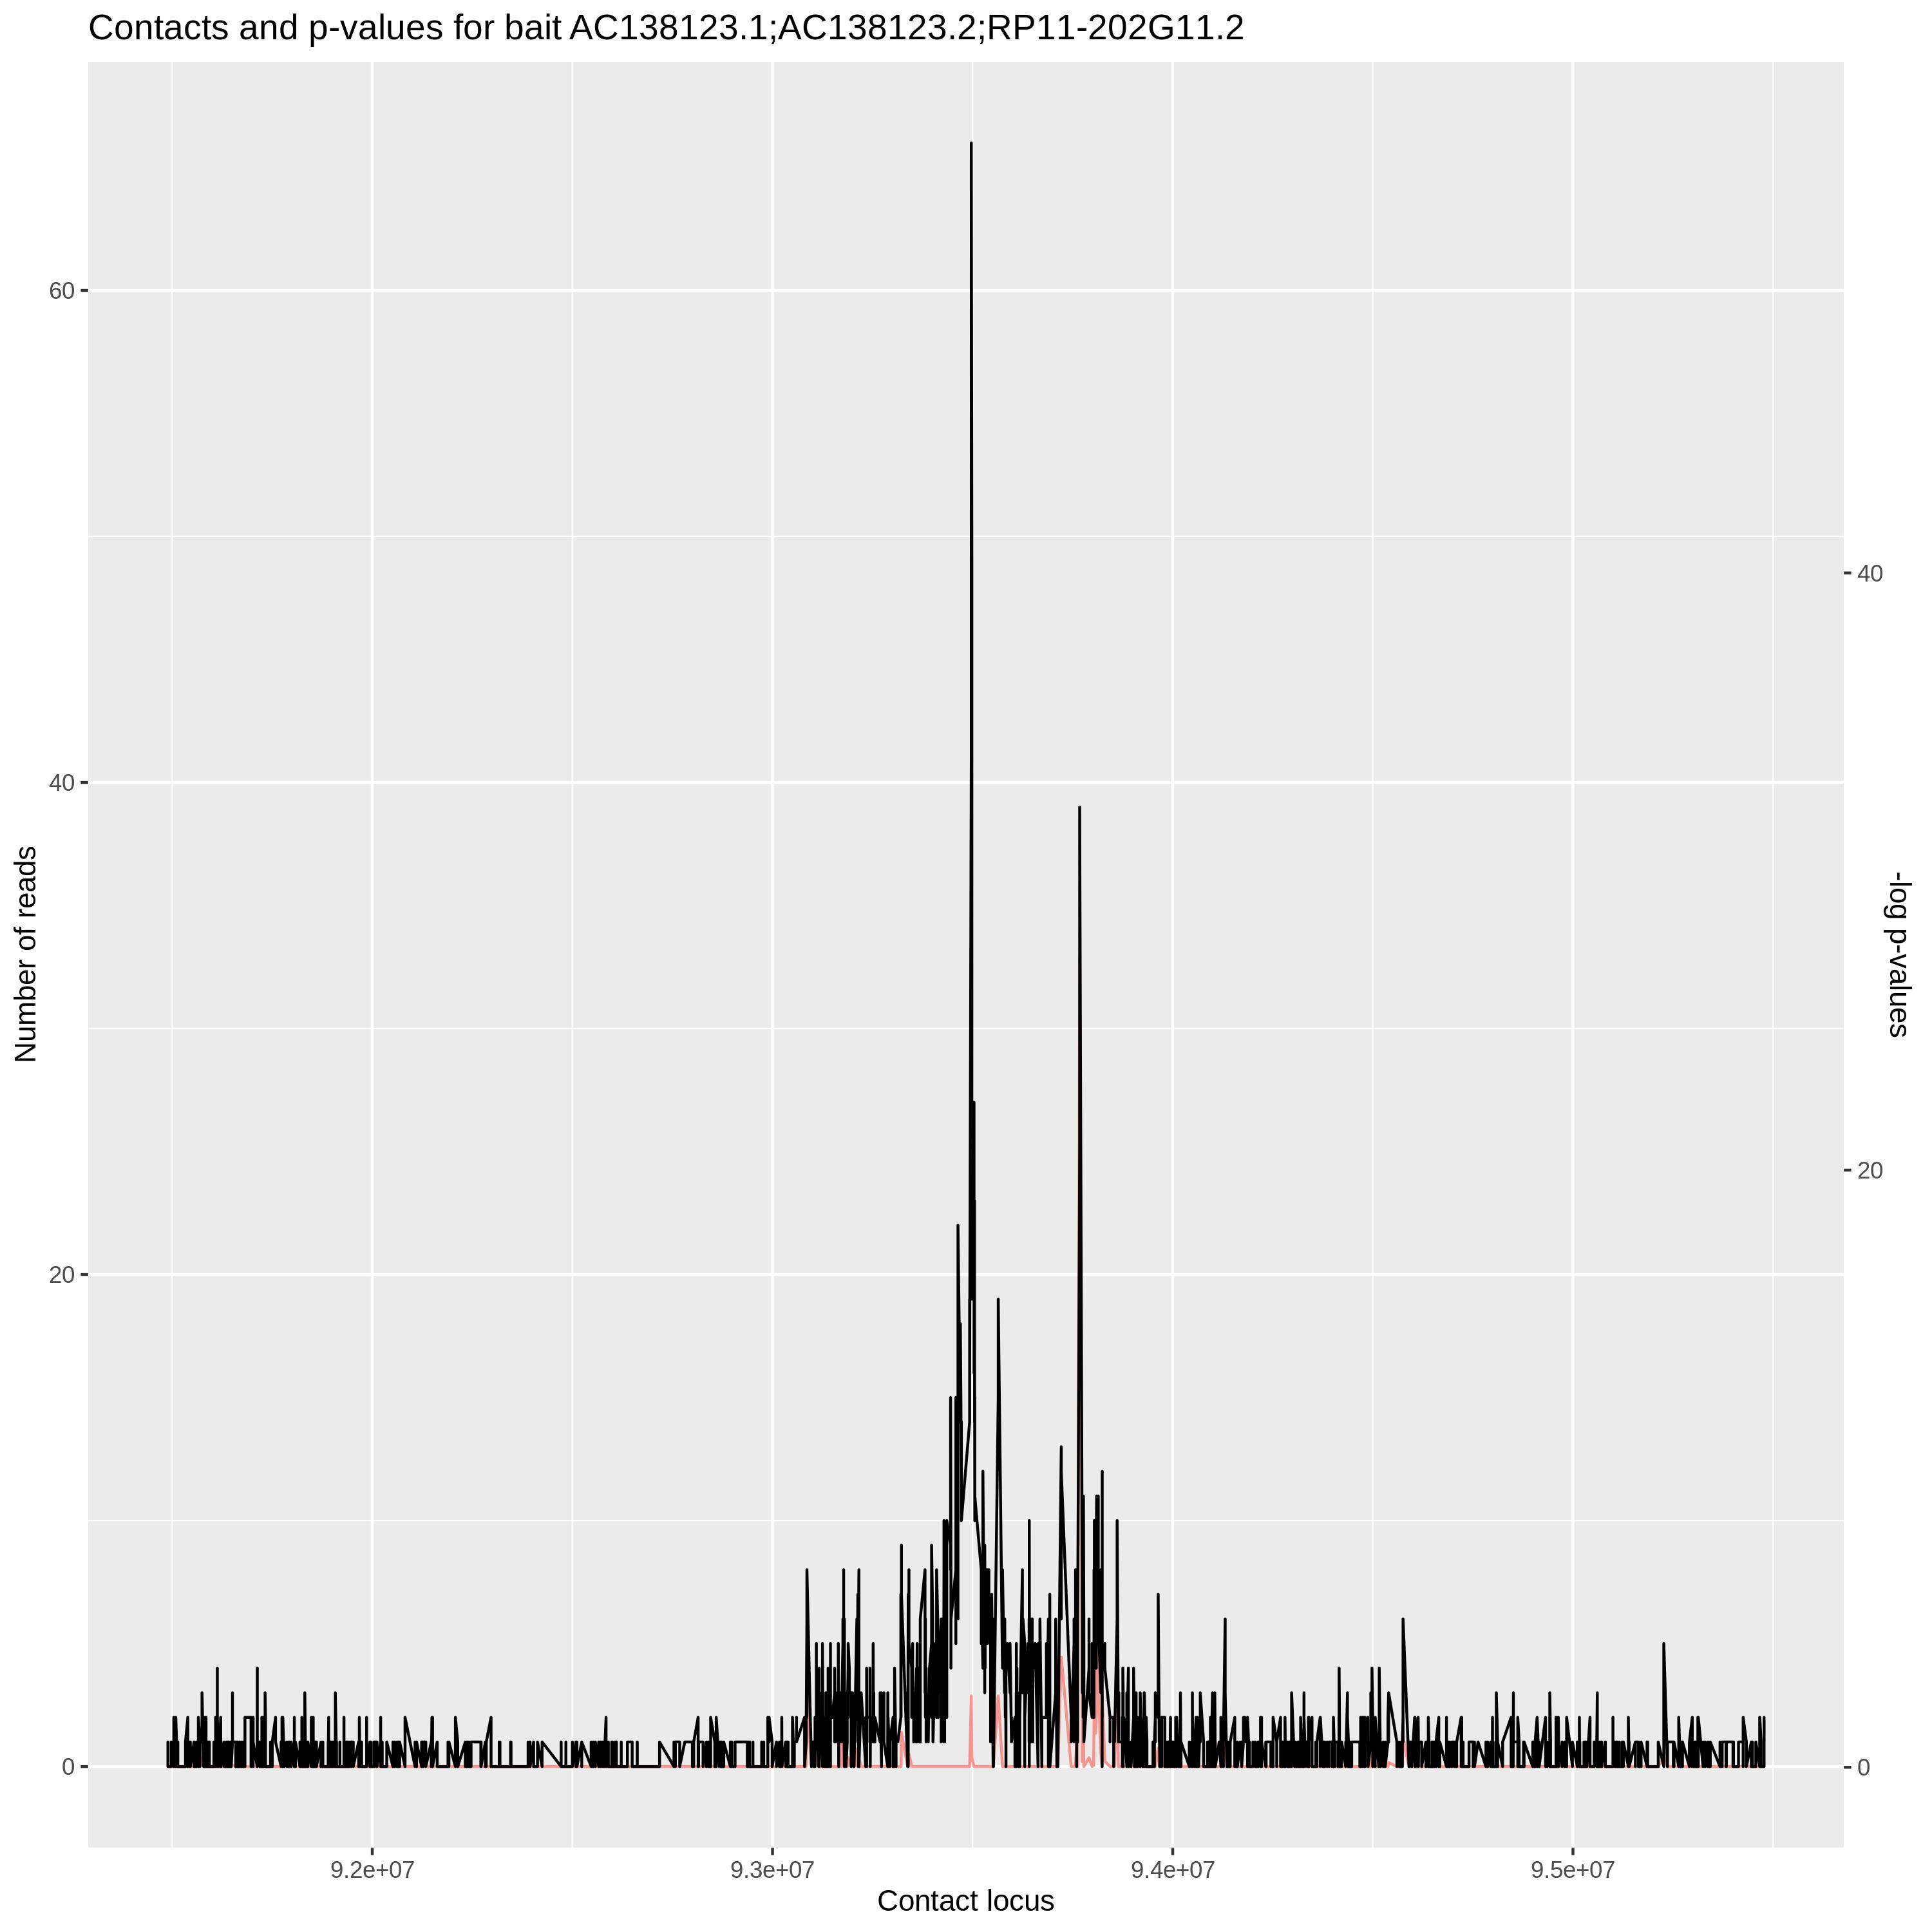 Contacts and p-values for bait AC138123.1;AC138123.2;RP11-202G11.2
60
40
20
0
Number of reads
40
20
0
-log p-values
9.2e+07
9.3e+07
9.4e+07
9.5e+07
Contact locus